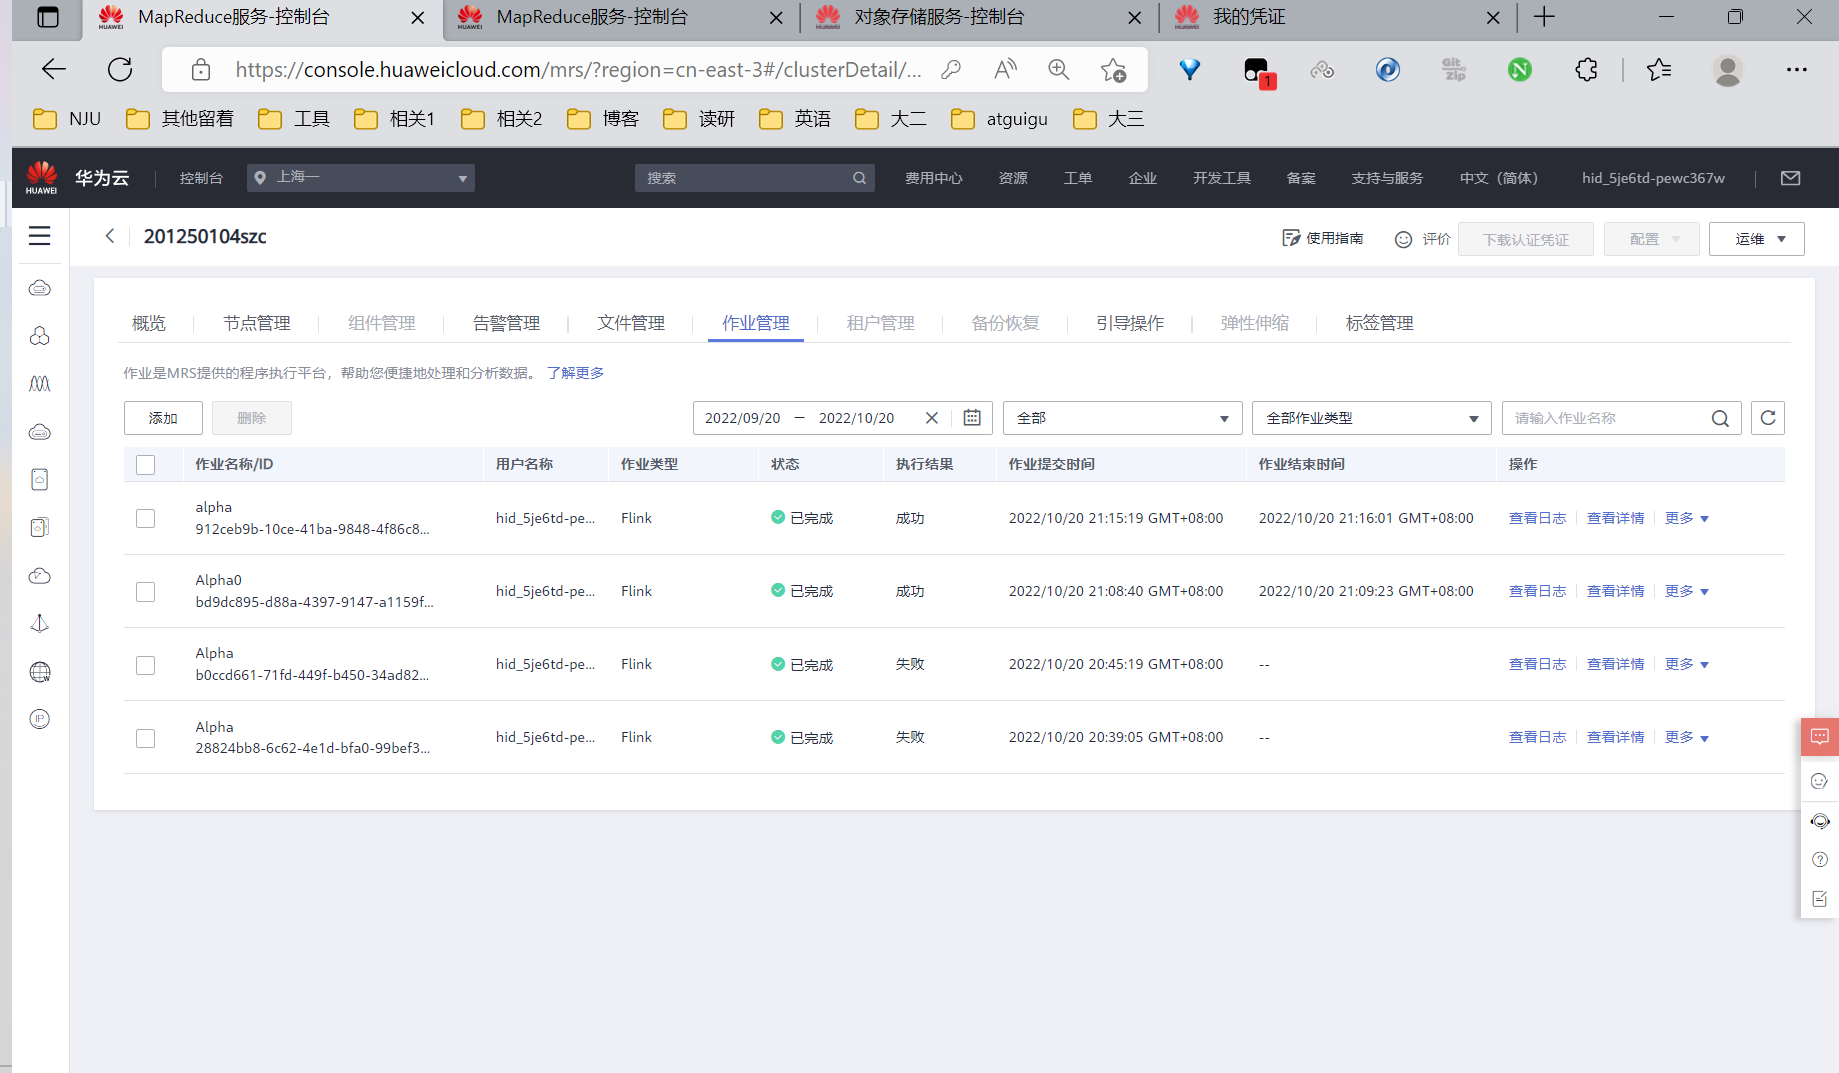 MapReduce服务-控制台 MapReduce服务-控制台 对象存储服务-控制台 我的凭证
https://console.huaweicloud.com/mrs/?region=cn-east-3#/clusterDetail/... 1
NJU 其他留着 工具 相关1 相关2 博客 读研 英语 大二 atguigu 大三
HUAWEI 华为云 控制台 上海一 搜索 费用中心 资源 工单 企业 开发工具 备案 支持与服务 中文（简体） hid_5je6td-pewc367w
201250104szc 使用指南 评价 下载认证凭证 配置 运维
概览 节点管理 组件管理 告警管理 文件管理 作业管理 租户管理 备份恢复 引导操作 弹性伸缩 标签管理
作业是MRS提供的程序执行平台，帮助您便捷地处理和分析数据。 了解更多
添加 删除 2022/09/20 — 2022/10/20 全部 全部作业类型 请输入作业名称
作业名称/ID 用户名称 作业类型 状态 执行结果 作业提交时间 作业结束时间 操作
alpha
912ceb9b-10ce-41ba-9848-4f86c8... hid_5je6td-pe... Flink 已完成 成功 2022/10/20 21:15:19 GMT+08:00 2022/10/20 21:16:01 GMT+08:00 查看日志 查看详情 更多
Alpha0
bd9dc895-d88a-4397-9147-a1159f... hid_5je6td-pe... Flink 已完成 成功 2022/10/20 21:08:40 GMT+08:00 2022/10/20 21:09:23 GMT+08:00 查看日志 查看详情 更多
Alpha
b0ccd661-71fd-449f-b450-34ad82... hid_5je6td-pe... Flink 已完成 失败 2022/10/20 20:45:19 GMT+08:00 -- 查看日志 查看详情 更多
Alpha
28824bb8-6c62-4e1d-bfa0-99bef3... hid_5je6td-pe... Flink 已完成 失败 2022/10/20 20:39:05 GMT+08:00 -- 查看日志 查看详情 更多